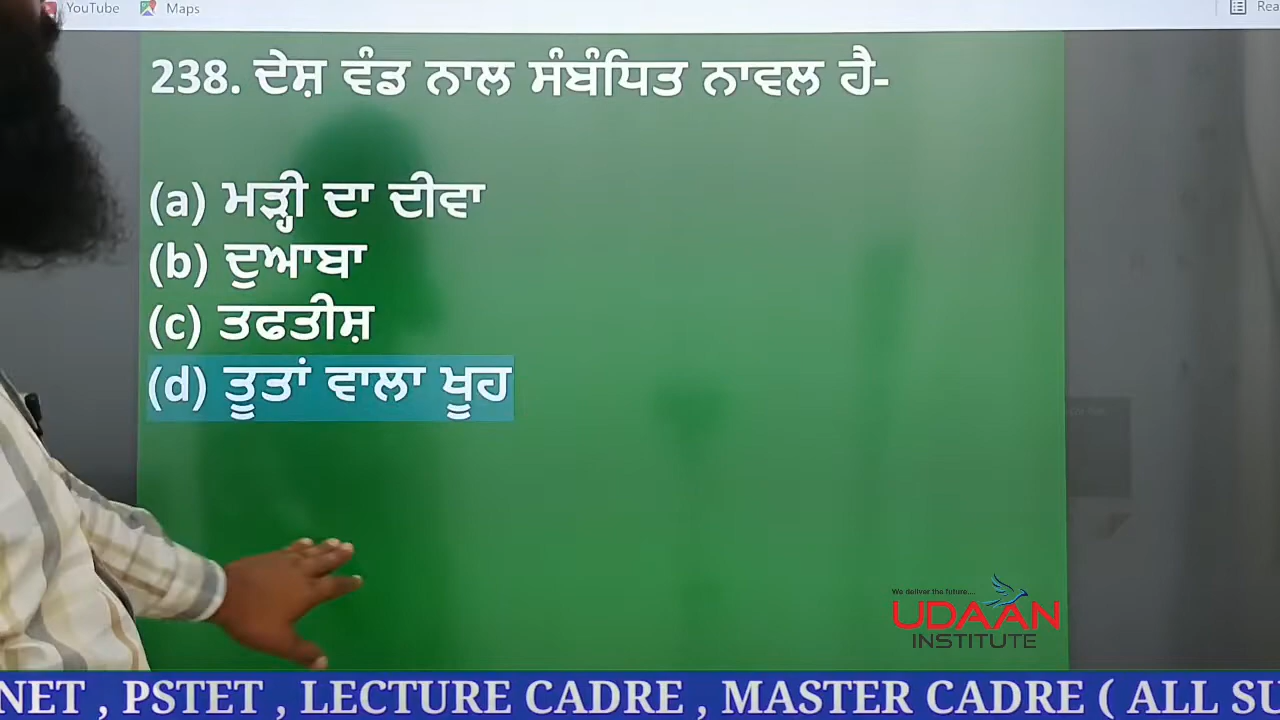 YouTube Maps
Rea
238. ਦੇਸ਼ ਵੰਡ ਨਾਲ ਸੰਬੰਧਿਤ ਨਾਵਲ ਹੈ-
(a) ਮੜ੍ਹੀ ਦਾ ਦੀਵਾ
(b) ਦੁਆਬਾ
(c) ਤਫਤੀਸ਼
(d) ਤੂਤਾਂ ਵਾਲਾ ਖੂਹ
We deliver the future....
UDAAN
INSTITUTE
NET , PSTET , LECTURE CADRE , MASTER CADRE ( ALL SU